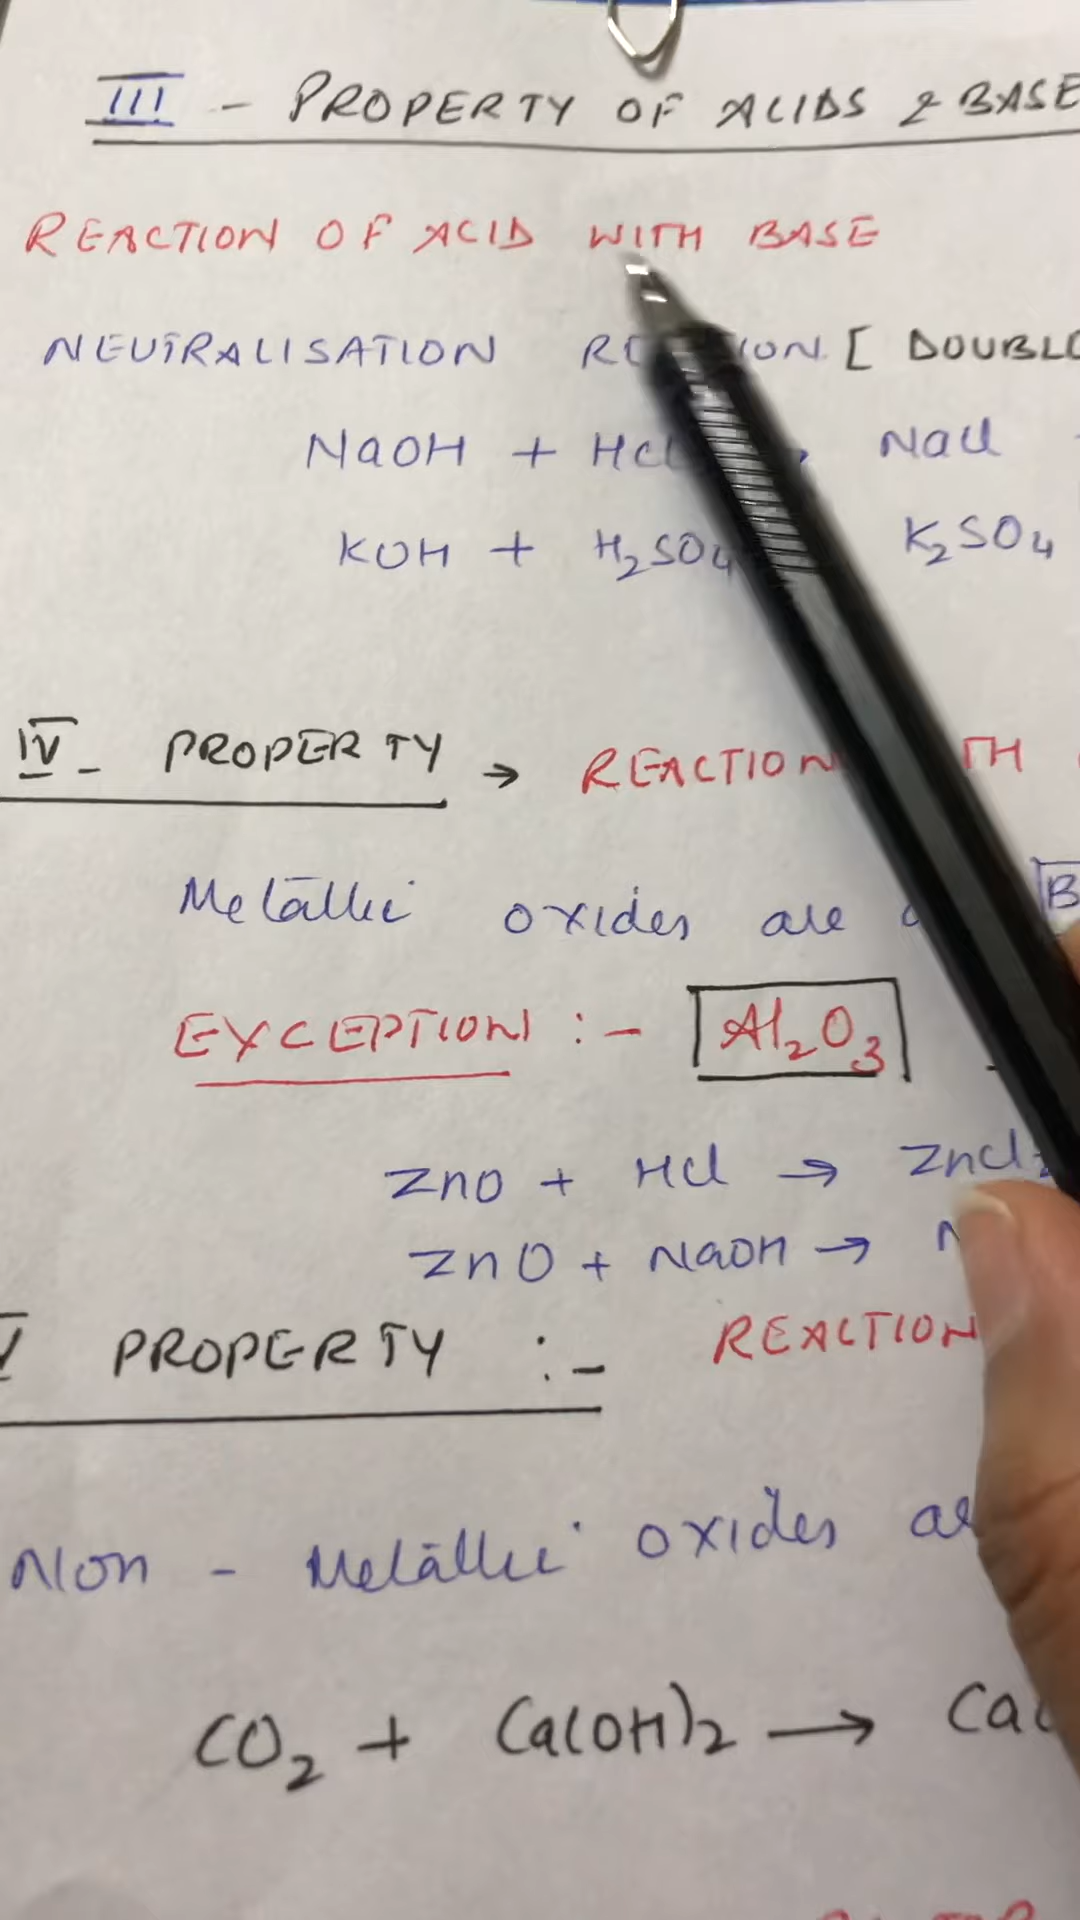 III - PROPERTY OF ACIDS & BASE
REACTION OF ACID WITH BASE
NEUTRALISATION [ DOUBLE
NaOH + HCl NaCl
KOH + H₂SO₄ K₂SO₄
IV - PROPERTY → REACTION
Metallic oxides are
EXCEPTION :- Al₂O₃
ZnO + HCl → ZnCl₂
ZnO + NaOH →
V PROPERTY :- REACTION
Non - Metallic oxides
CO₂ + Ca(OH)₂ →